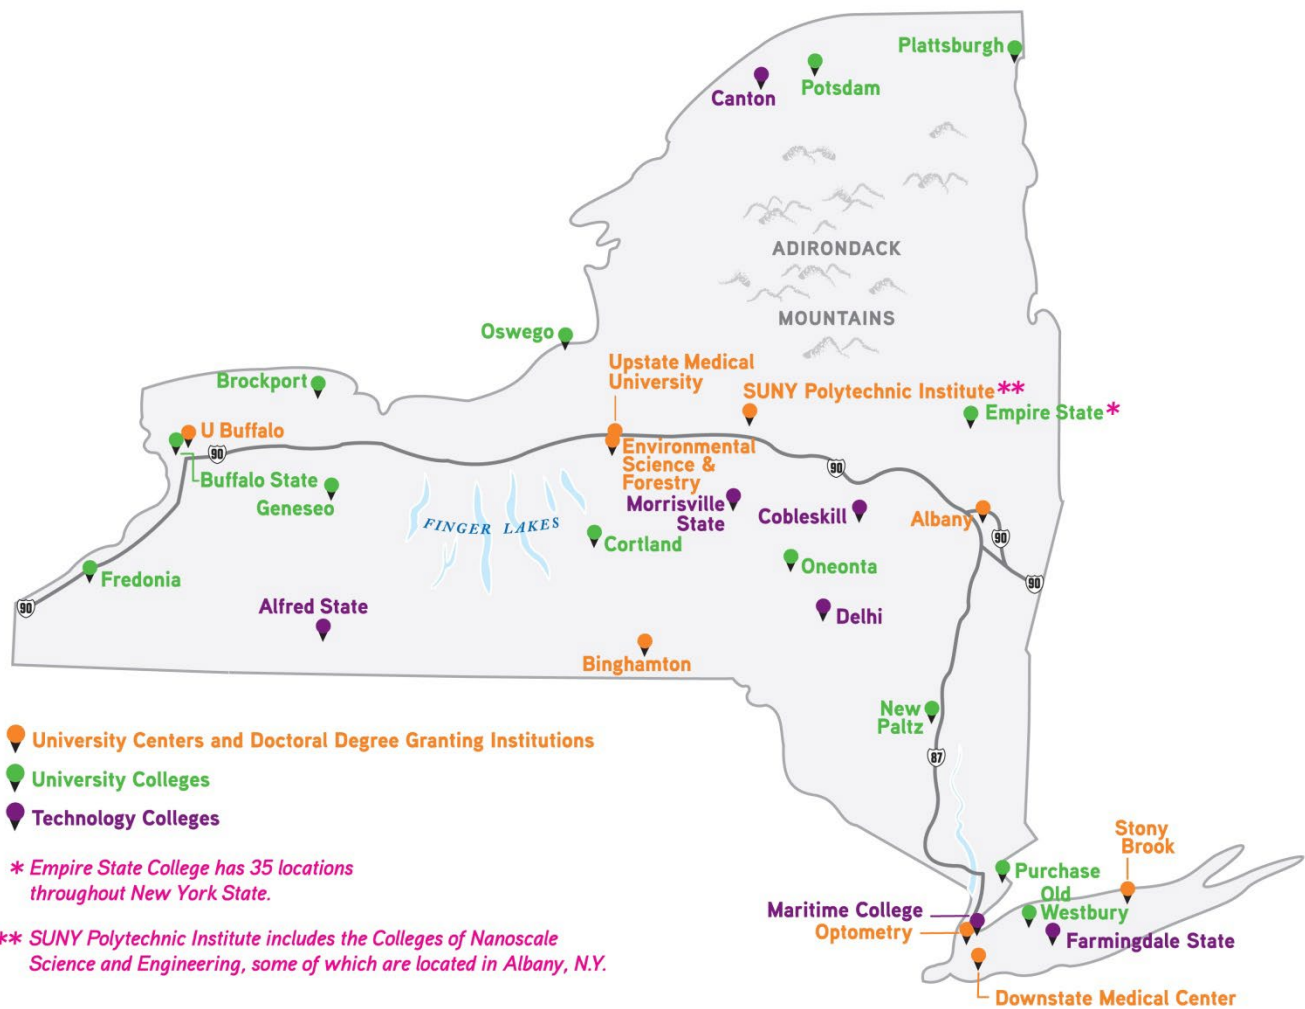 Plattsburgh
Potsdam
Canton
ADIRONDACK
MOUNTAINS
Oswego
Upstate Medical
University
Brockport
SUNY Polytechnic Institute**
Empire State*
U Buffalo
90
Environmental
Science &
Forestry
90
Buffalo State
Geneseo
FINGER LAKES
Morrisville
State
Cobleskill
Albany
90
Cortland
Oneonta
Fredonia
90
90
Alfred State
Delhi
Binghamton
New
Paltz
87
University Centers and Doctoral Degree Granting Institutions
University Colleges
Technology Colleges
* Empire State College has 35 locations
throughout New York State.
** SUNY Polytechnic Institute includes the Colleges of Nanoscale
Science and Engineering, some of which are located in Albany, N.Y.
Stony
Brook
Purchase
Old
Westbury
Maritime College
Optometry
Farmingdale State
Downstate Medical Center